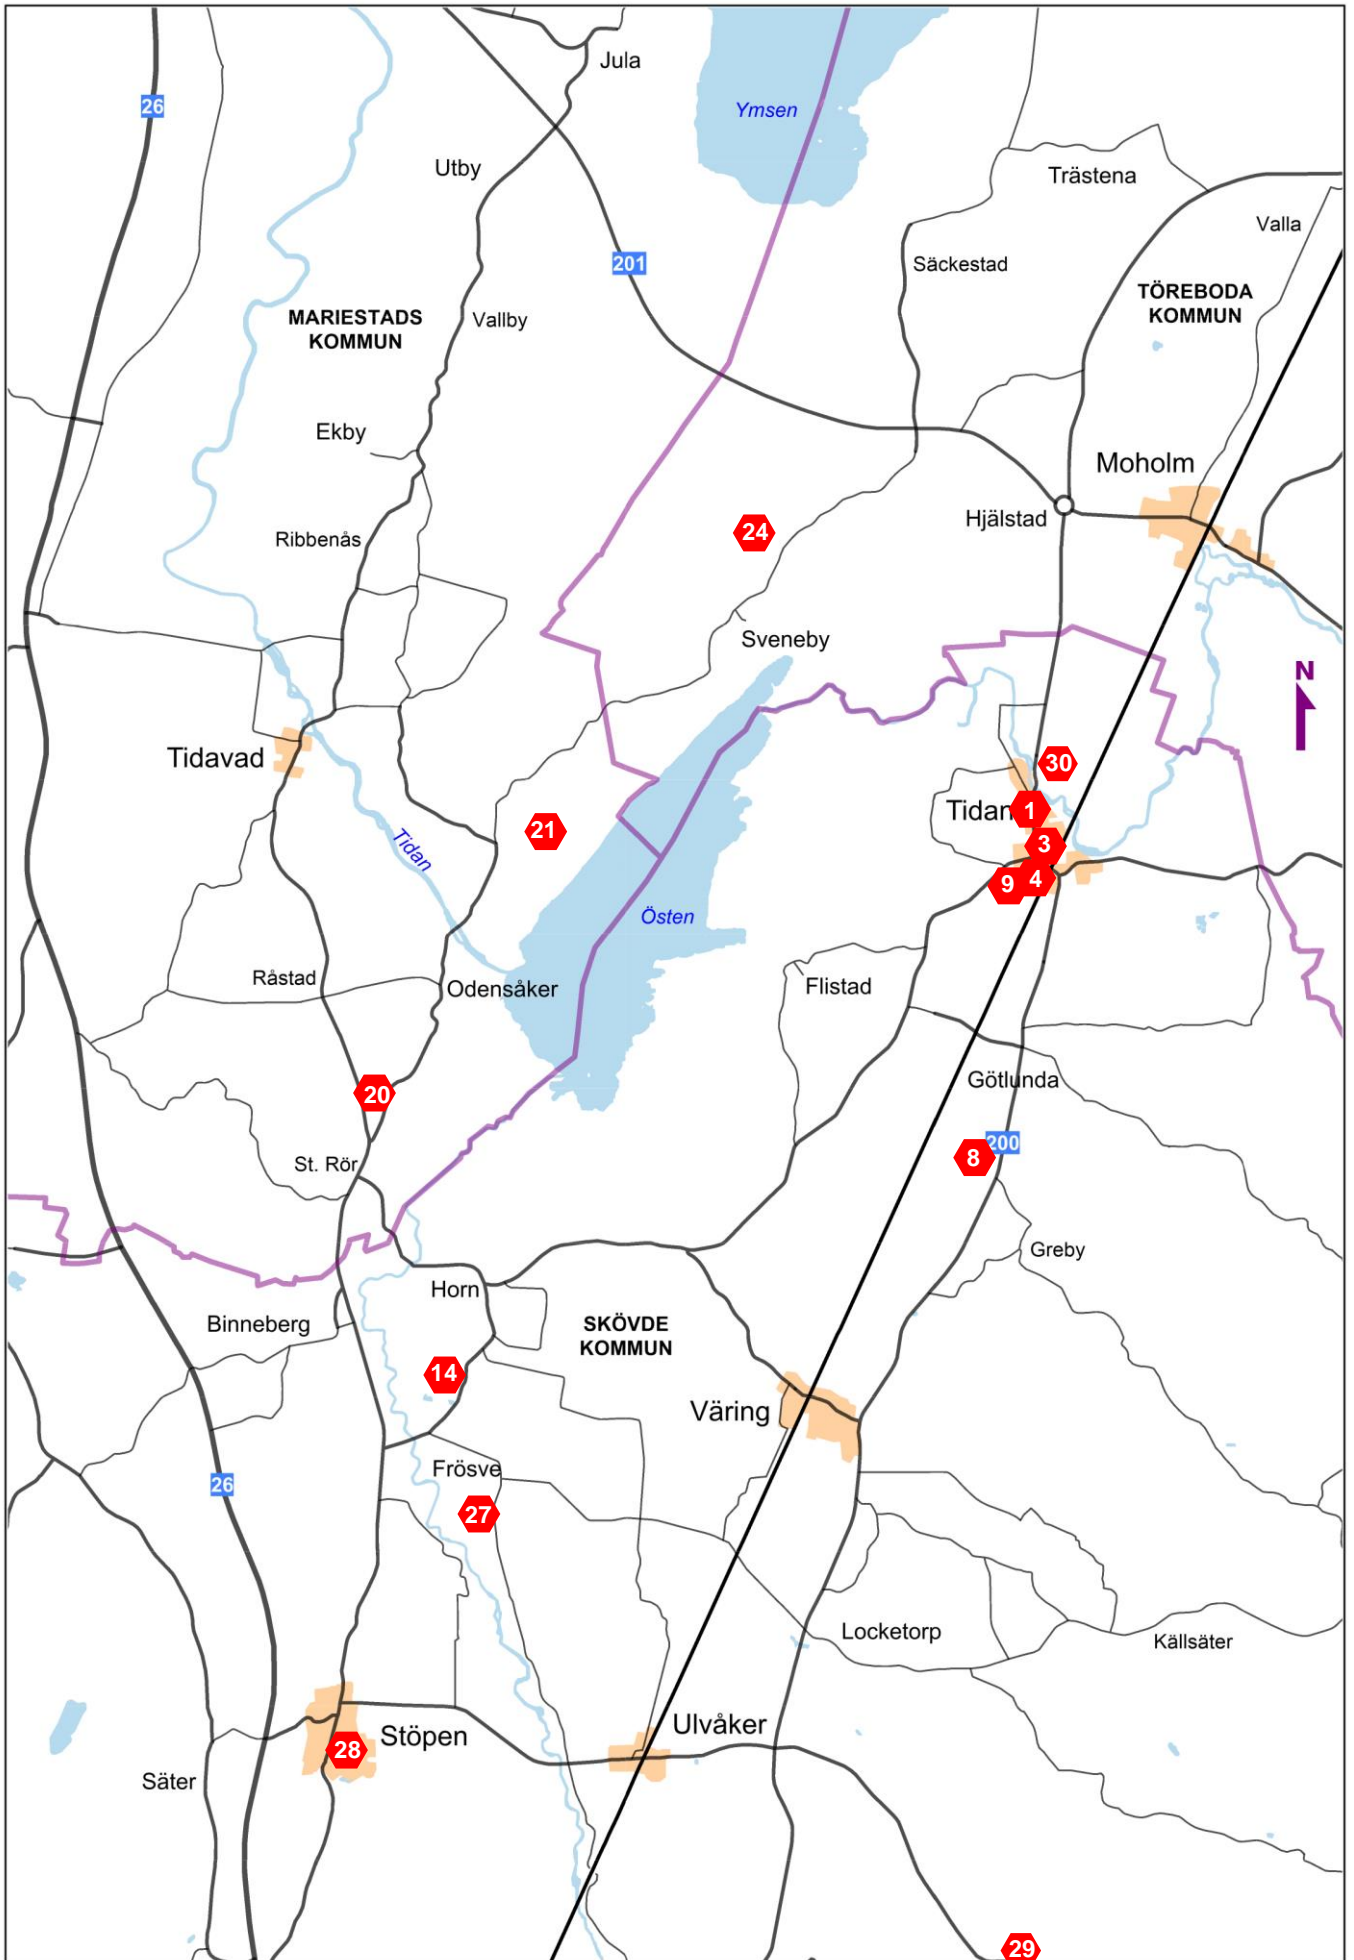 Jula
26
Ymsen
Utby
Trästena
Valla
201
Säckestad
TÖREBODA
KOMMUN
MARIESTADS
KOMMUN
Vallby
Ekby
Moholm
Hjälstad
24
Ribbenås
Sveneby
N
Tidavad
30
Tidan
1
21
Tidan
3
9
4
Östen
Råstad
Odensåker
Flistad
Götlunda
20
200
8
St. Rör
Greby
Horn
Binneberg
SKÖVDE
KOMMUN
14
Väring
Frösve
26
27
Locketorp
Källsäter
Ulvåker
Stöpen
28
Säter
29